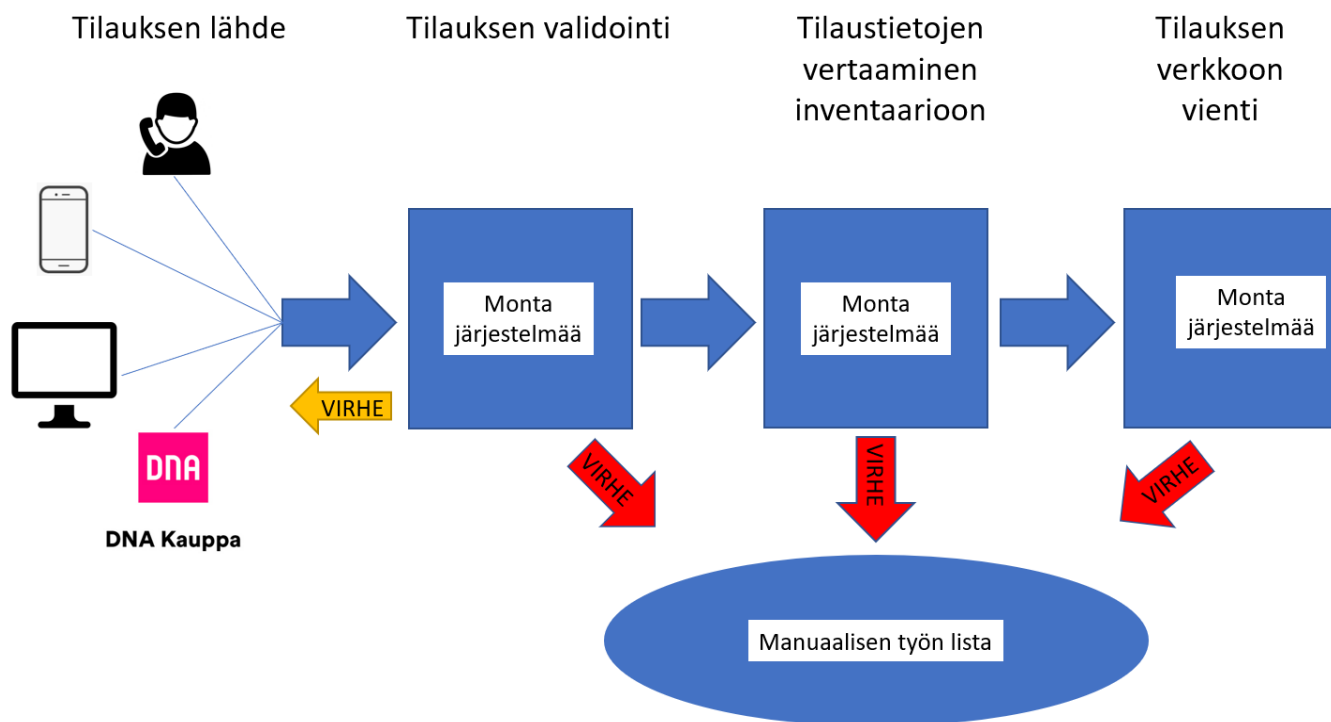 Tilauksen lähde
Tilauksen validointi
Tilaustietojen
vertaaminen
inventaarioon
Tilauksen
verkkoon
vienti
Monta
järjestelmää
Monta
järjestelmää
Monta
järjestelmää
VIRHE
VIRHE
VIRHE
VIRHE
DNA
DNA Kauppa
Manuaalisen työn lista